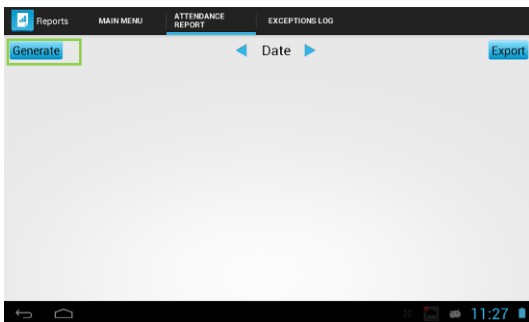 Reports
MAIN MENU
ATTENDANCE
REPORT
EXCEPTIONS LOG
Generate
Date
Export
11:27